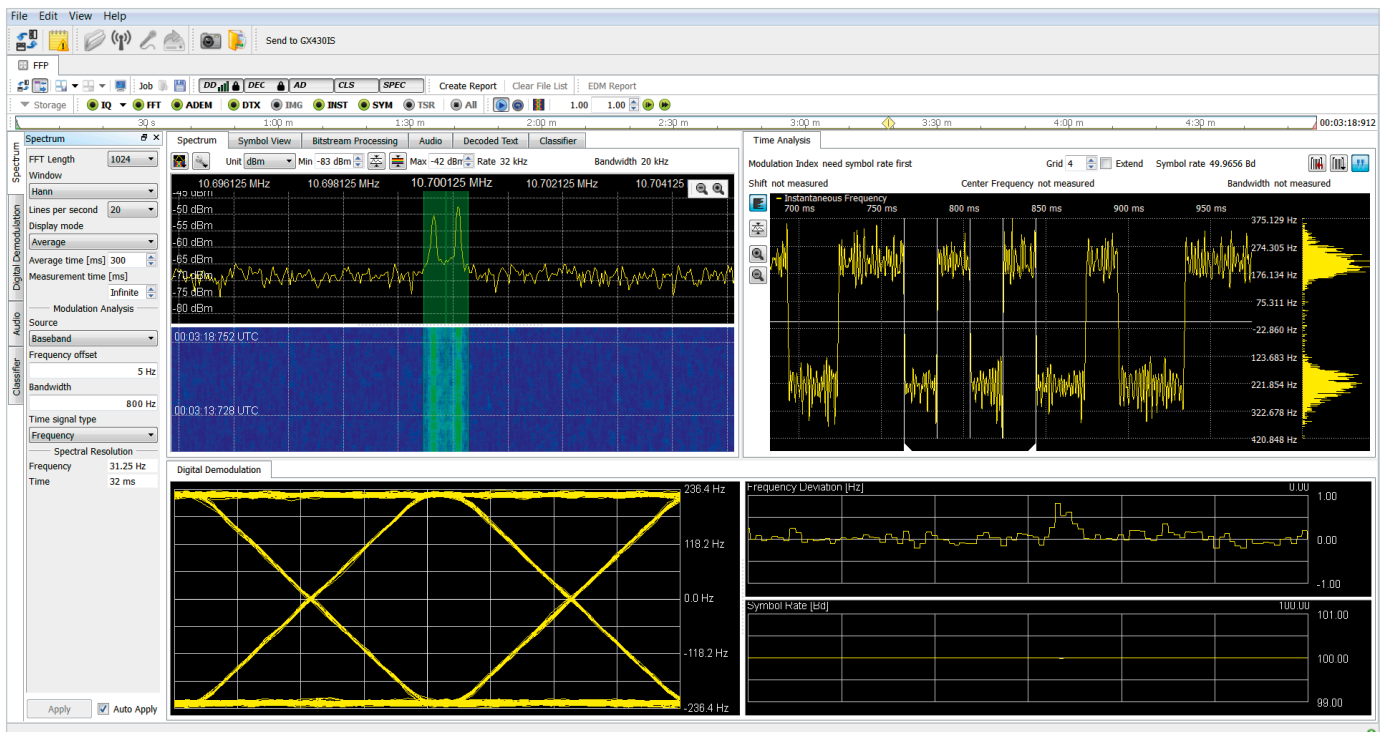 File Edit View Help
Send to GX430IS
FFP
Job DD DEC AD CLS SPEC Create Report Clear File List EDM Report
Storage IQ FFT ADEM DTX IMG INST SYM TSR All 1.00 1.00
30 s 1:00 m 1:30 m 2:00 m 2:30 m 3:00 m 3:30 m 4:00 m 4:30 m 00:03:18:912
Spectrum
Digital Demodulation
Audio
Classifier
Spectrum
FFT Length 1024
Window
Hann
Lines per second 20
Display mode
Average
Average time [ms] 300
Measurement time [ms]
Infinite
Modulation Analysis
Source
Baseband
Frequency offset
5 Hz
Bandwidth
800 Hz
Time signal type
Frequency
Spectral Resolution
Frequency 31.25 Hz
Time 32 ms
Apply Auto Apply
Spectrum Symbol View Bitstream Processing Audio Decoded Text Classifier
Unit dBm Min -83 dBm Max -42 dBm Rate 32 kHz Bandwidth 20 kHz
10.696125 MHz 10.698125 MHz 10.700125 MHz 10.702125 MHz 10.704125
-45 dBm
-50 dBm
-55 dBm
-60 dBm
-65 dBm
-70 dBm
-75 dBm
-80 dBm
00:03:18:752 UTC
00:03:13:728 UTC
Time Analysis
Modulation Index need symbol rate first Grid 4 Extend Symbol rate 49.9656 Bd
Shift not measured Center Frequency not measured Bandwidth not measured
Instantaneous Frequency
700 ms 750 ms 800 ms 850 ms 900 ms 950 ms
375.129 Hz
274.305 Hz
176.134 Hz
75.311 Hz
-22.860 Hz
123.683 Hz
221.854 Hz
322.678 Hz
420.848 Hz
Digital Demodulation
236.4 Hz
118.2 Hz
0.0 Hz
-118.2 Hz
-236.4 Hz
Frequency Deviation [Hz] 0.00
1.00
0.00
-1.00
Symbol Rate [Bd] 100.00
101.00
100.00
99.00